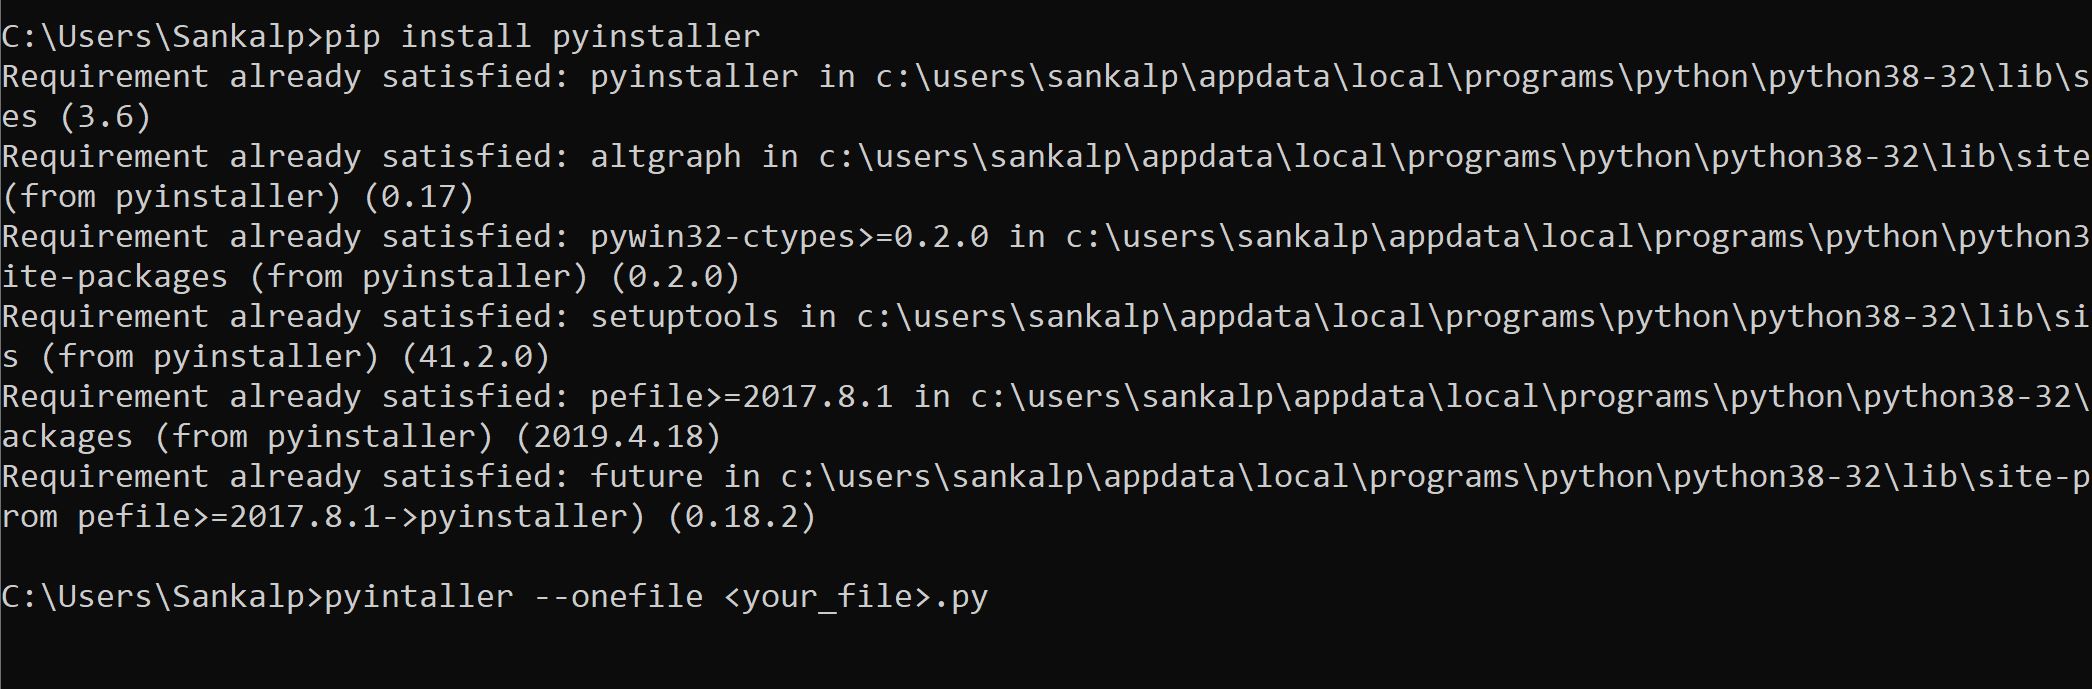 C:\Users\Sankalp>pip install pyinstaller
Requirement already satisfied: pyinstaller in c:\users\sankalp\appdata\local\programs\python\python38-32\lib\s
es (3.6)
Requirement already satisfied: altgraph in c:\users\sankalp\appdata\local\programs\python\python38-32\lib\site
(from pyinstaller) (0.17)
Requirement already satisfied: pywin32-ctypes>=0.2.0 in c:\users\sankalp\appdata\local\programs\python\python3
ite-packages (from pyinstaller) (0.2.0)
Requirement already satisfied: setuptools in c:\users\sankalp\appdata\local\programs\python\python38-32\lib\si
s (from pyinstaller) (41.2.0)
Requirement already satisfied: pefile>=2017.8.1 in c:\users\sankalp\appdata\local\programs\python\python38-32\
ackages (from pyinstaller) (2019.4.18)
Requirement already satisfied: future in c:\users\sankalp\appdata\local\programs\python\python38-32\lib\site-p
rom pefile>=2017.8.1->pyinstaller) (0.18.2)
C:\Users\Sankalp>pyintaller --onefile <your_file>.py